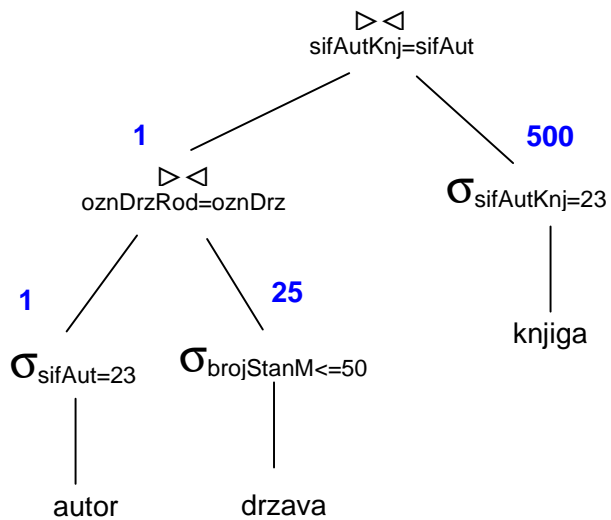 ▷◁
sifAutKnj=sifAut
1
500
▷◁
oznDrzRod=oznDrz
σsifAutKnj=23
1
25
knjiga
σsifAut=23
σbrojStanM<=50
autor
drzava